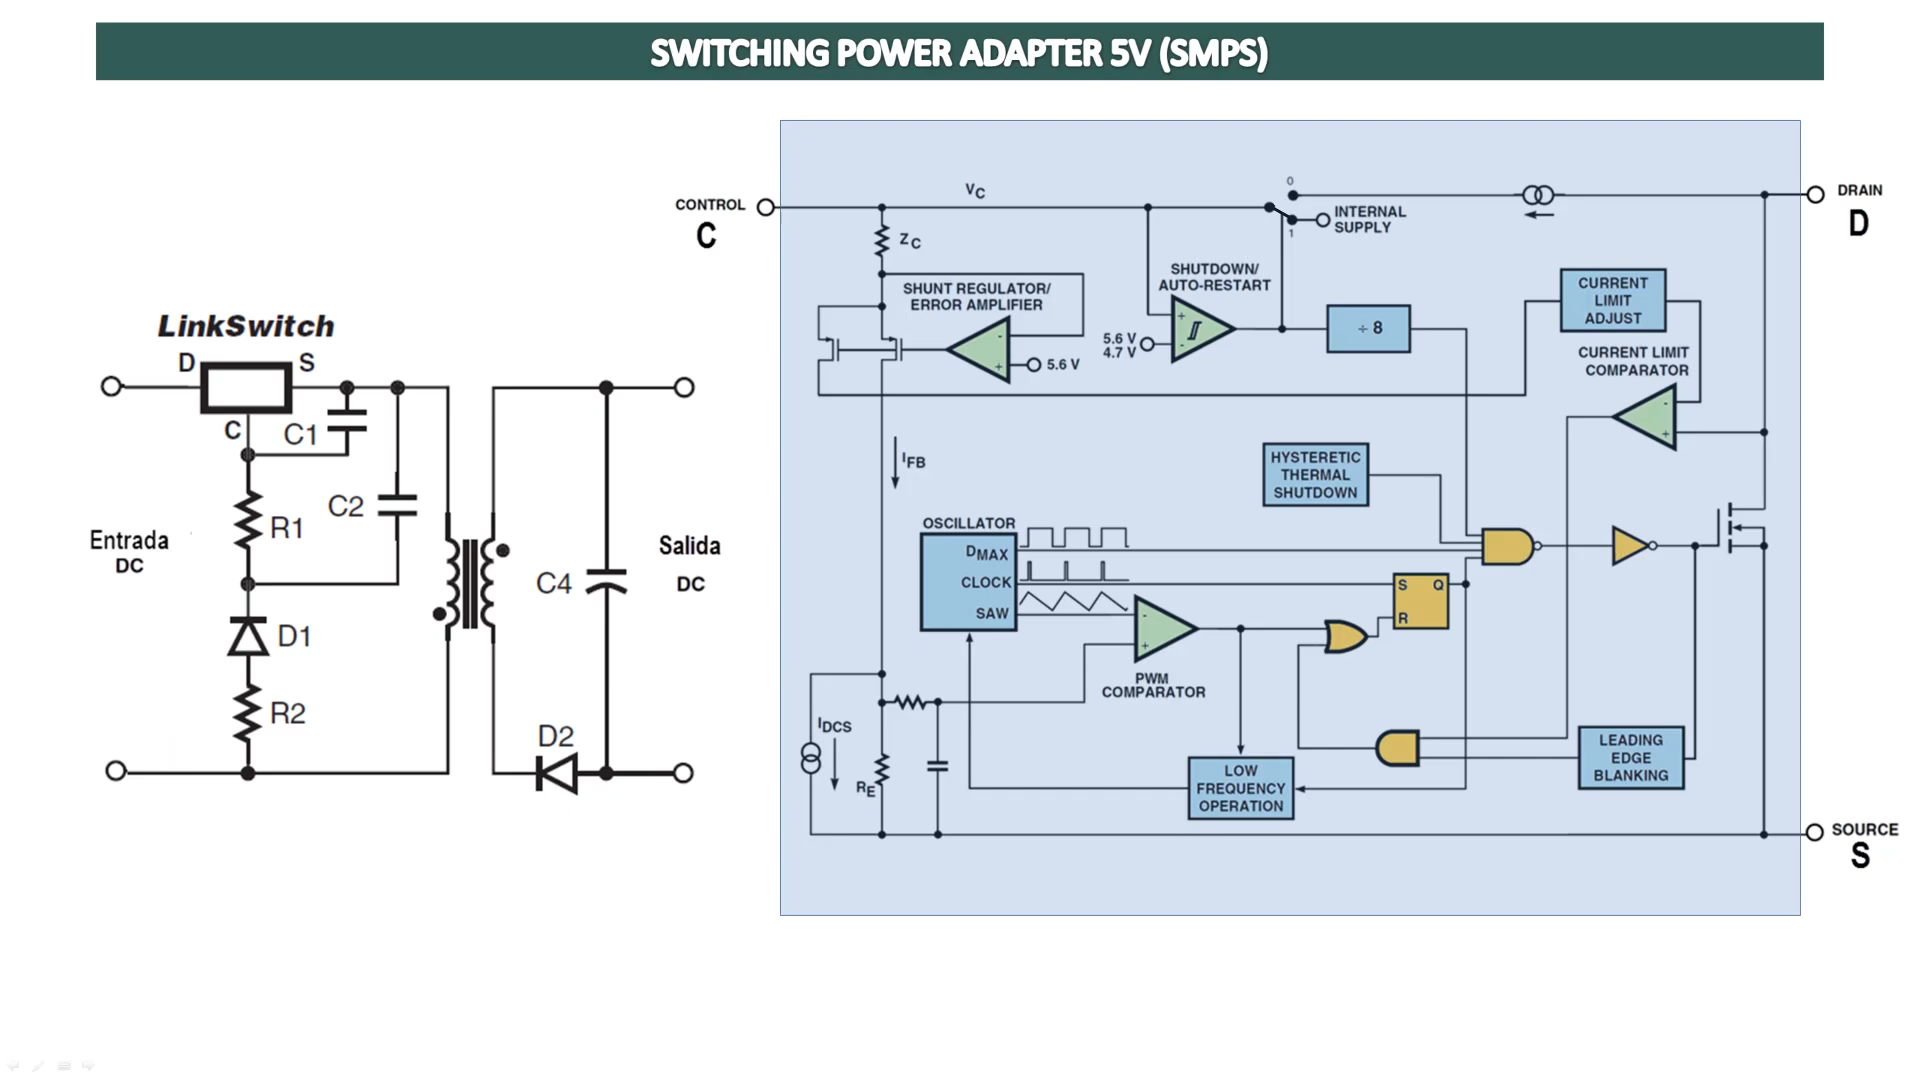 SWITCHING POWER ADAPTER 5V (SMPS)
LinkSwitch
D
S
C
C1
R1
C2
D1
R2
Entrada
DC
C4
D2
Salida
DC
CONTROL
C
VC
ZC
SHUNT REGULATOR/
ERROR AMPLIFIER
-
+
5.6 V
SHUTDOWN/
AUTO-RESTART
+
-
5.6 V
4.7 V
0
1
INTERNAL
SUPPLY
÷ 8
CURRENT
LIMIT
ADJUST
CURRENT LIMIT
COMPARATOR
-
+
DRAIN
D
IFB
HYSTERETIC
THERMAL
SHUTDOWN
OSCILLATOR
DMAX
CLOCK
SAW
-
+
PWM
COMPARATOR
S Q
R
IDCS
RE
LOW
FREQUENCY
OPERATION
LEADING
EDGE
BLANKING
SOURCE
S